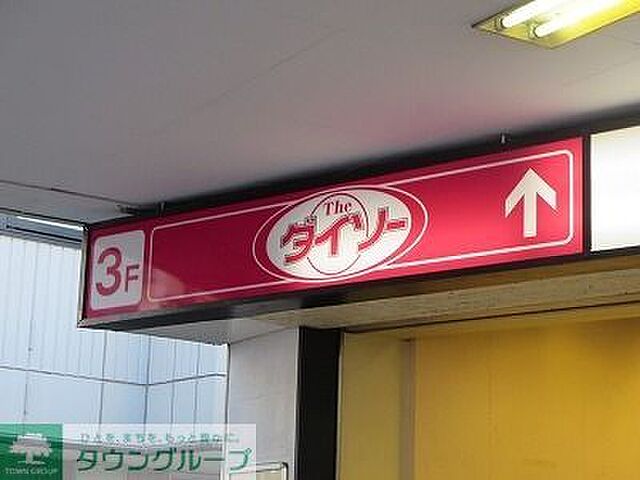 3F
The
ダイソー
ひとを、まちを、もっと豊かに。
TOWN GROUP
タウングループ